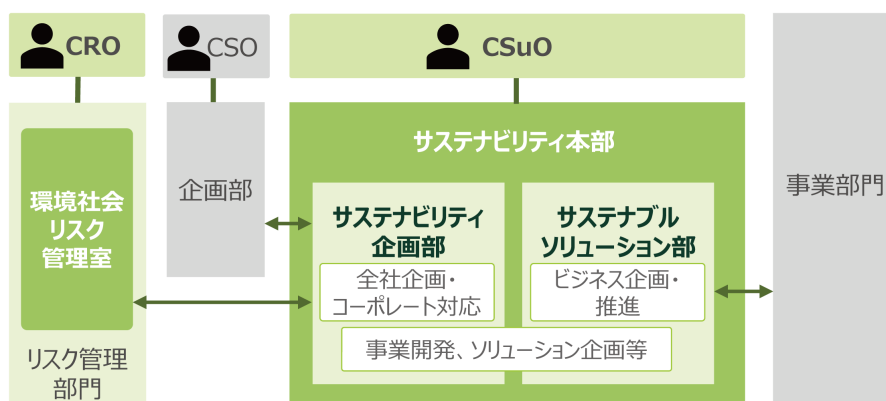 CRO
CSO
CSuO
環境社会
リスク
管理室
リスク管理
部門
企画部
サステナビリティ本部
サステナビリティ
企画部
全社企画・
コーポレート対応
サステナブル
ソリューション部
ビジネス企画・
推進
事業開発、ソリューション企画等
事業部門